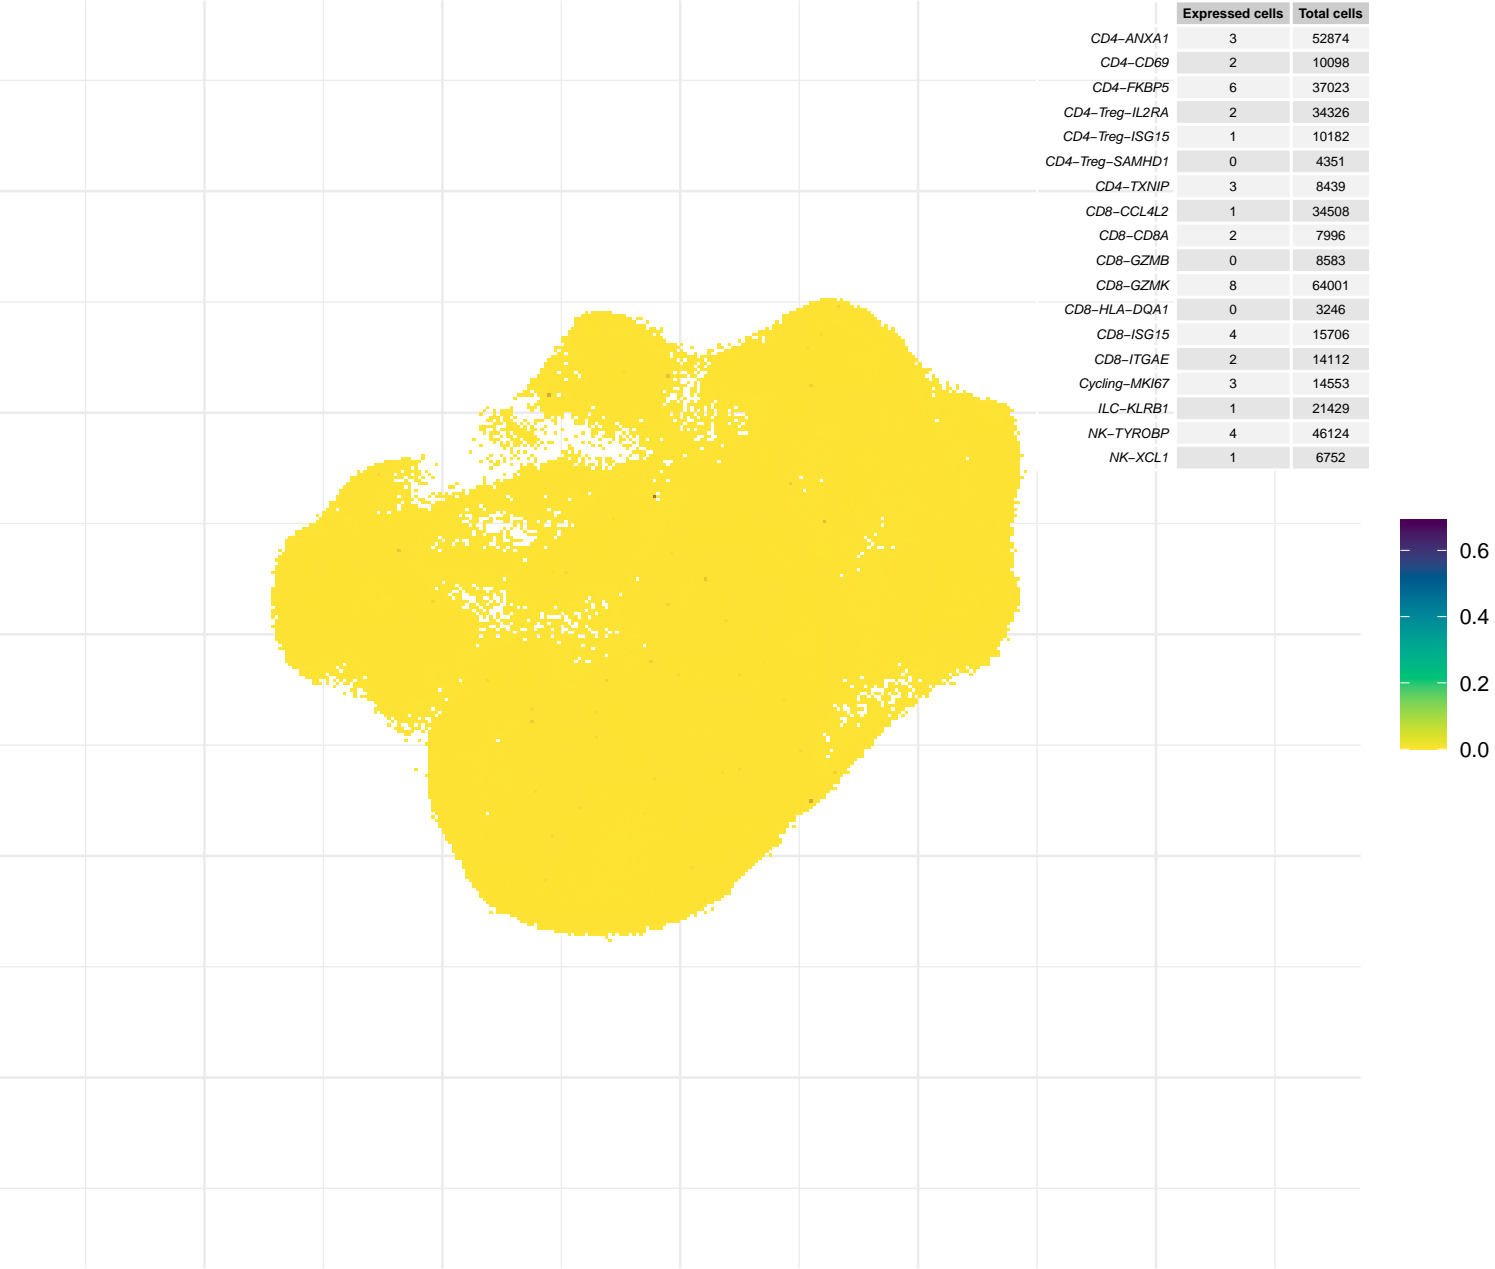 Expressed cells Total cells
CD4−ANXA1 3 52874
CD4−CD69 2 10098
CD4−FKBP5 6 37023
CD4−Treg−IL2RA 2 34326
CD4−Treg−ISG15 1 10182
CD4−Treg−SAMHD1 0 4351
CD4−TXNIP 3 8439
CD8−CCL4L2 1 34508
CD8−CD8A 2 7996
CD8−GZMB 0 8583
CD8−GZMK 8 64001
CD8−HLA−DQA1 0 3246
CD8−ISG15 4 15706
CD8−ITGAE 2 14112
Cycling−MKI67 3 14553
ILC−KLRB1 1 21429
NK−TYROBP 4 46124
NK−XCL1 1 6752
0.6
0.4
0.2
0.0